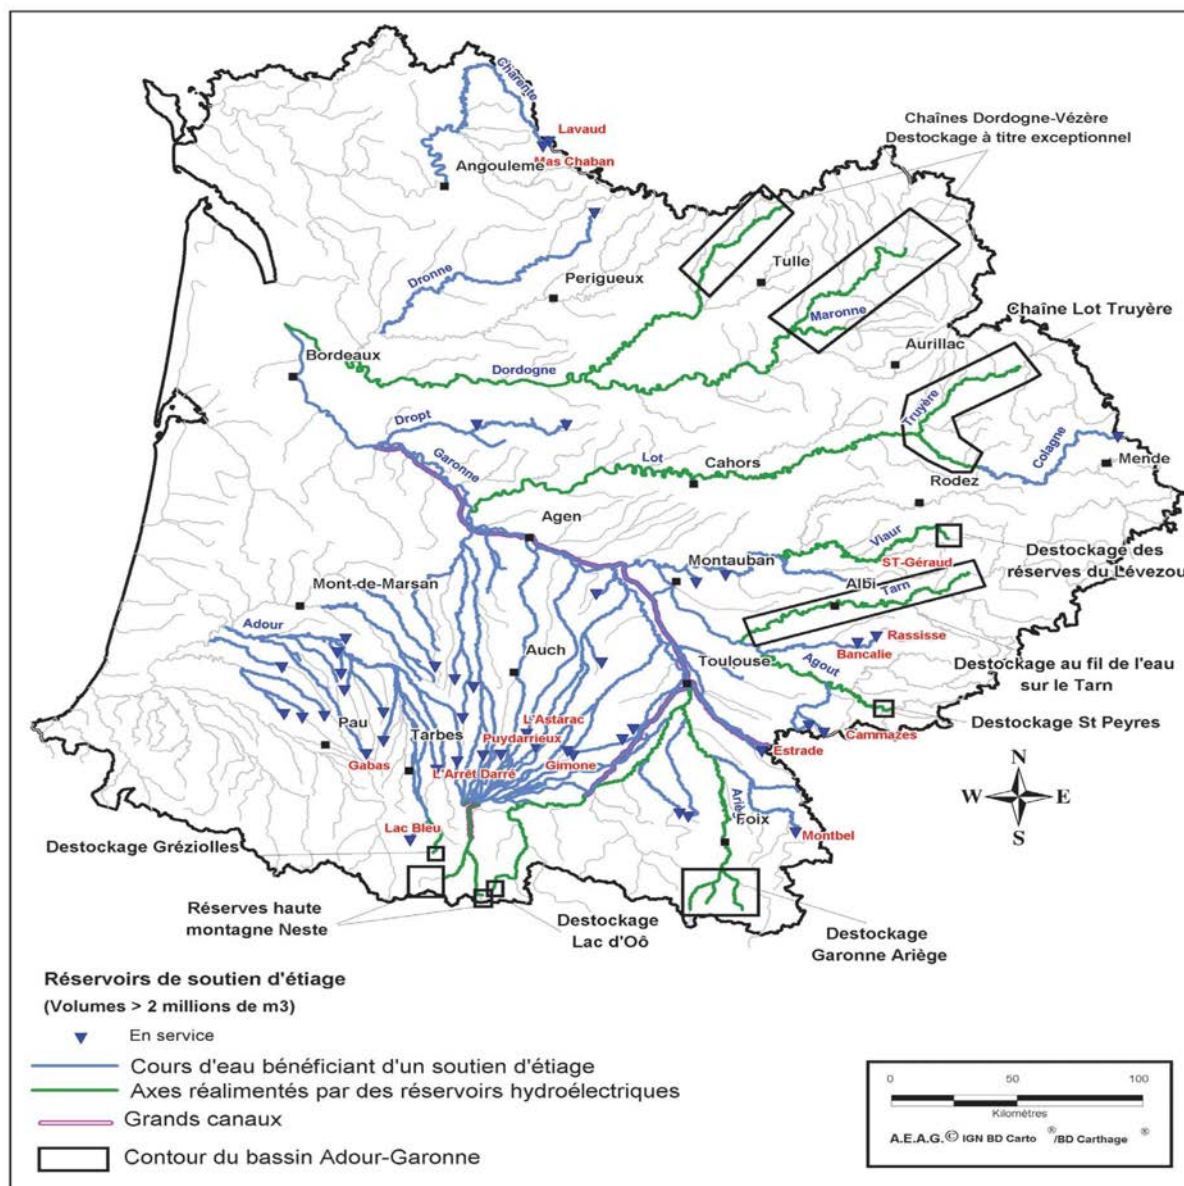 Charente
Lavaud
Mas Chaban
Angouleme
Chaînes Dordogne-Vézère
Destockage à titre exceptionnel
Dronne
Perigueux
Tulle
Maronne
Chaîne Lot Truyère
Bordeaux
Aurillac
Dordogne
Dropt
Truyère
Garonne
Lot
Cahors
Colagne
Mende
Rodez
Agen
Viaur
Montauban
ST-Géraud
Destockage des
réserves du Lévezou
Mont-de-Marsan
Albi
Tarn
Adour
Auch
Toulouse
Rassisse
Bancalie
Agout
Destockage au fil de l'eau
sur le Tarn
Pau
Tarbes
L'Astarac
Puydarrieux
Gimone
Gabas
L'Arrêt Darré
Estrade
Cammazes
Destockage St Peyres
N
W
E
S
Lac Bleu
Ariège
Foix
Montbel
Destockage Gréziolles
Réserves haute
montagne Neste
Destockage
Lac d'Oô
Destockage
Garonne Ariège
Réservoirs de soutien d'étiage
(Volumes > 2 millions de m3)
En service
Cours d'eau bénéficiant d'un soutien d'étiage
Axes réalimentés par des réservoirs hydroélectriques
Grands canaux
Contour du bassin Adour-Garonne
0 50 100
Kilomètres
A.E.A.G.© IGN BD Carto ®/BD Carthage ®